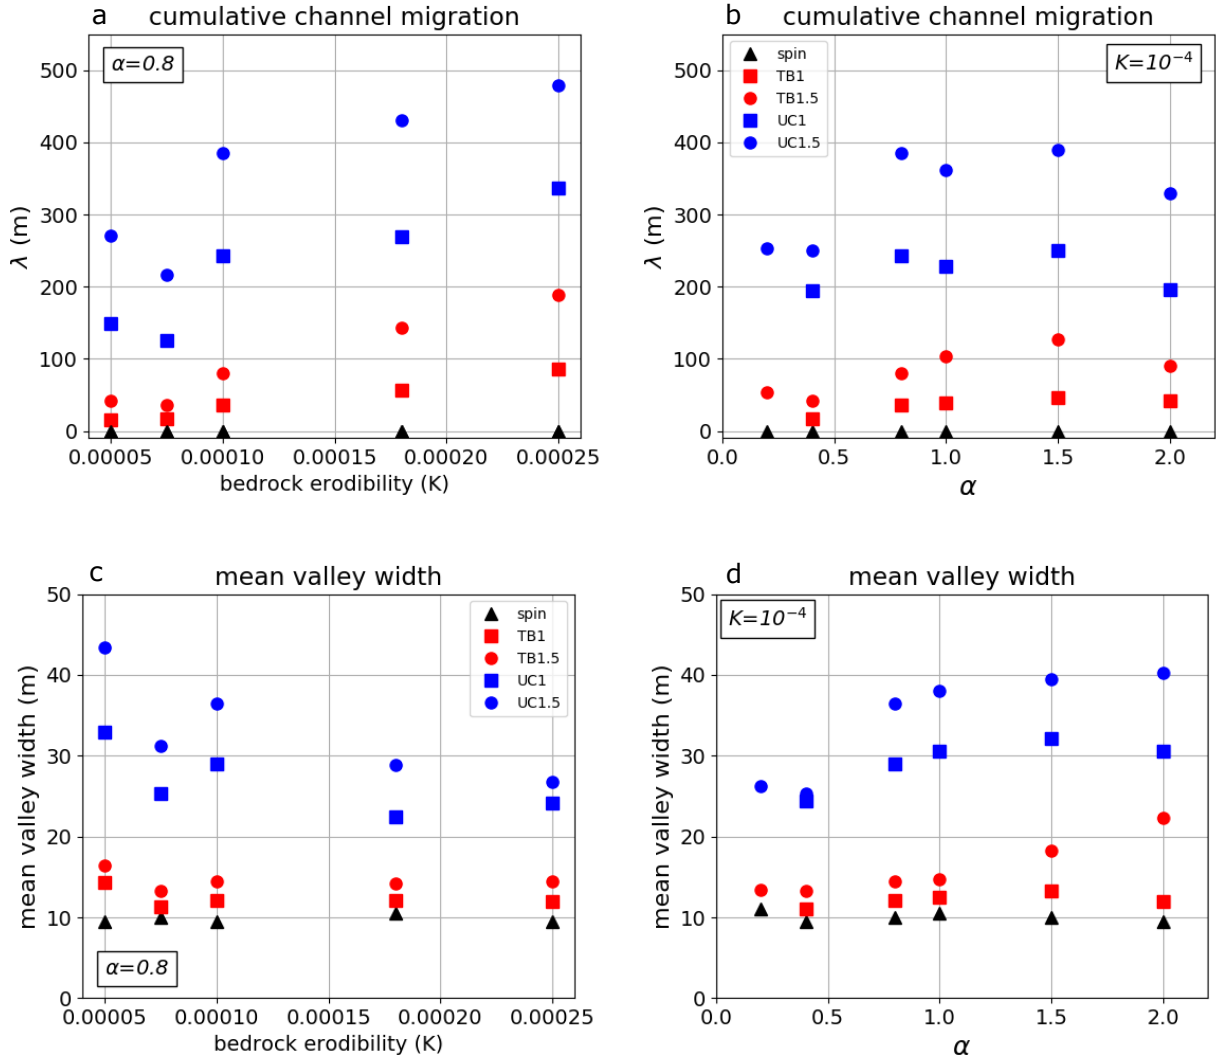 a cumulative channel migration
α=0.8
500
400
300
200
100
0
λ (m)
0.00005 0.00010 0.00015 0.00020 0.00025
bedrock erodibility (K)
b cumulative channel migration
spin
TB1
TB1.5
UC1
UC1.5
K=10⁻⁴
500
400
300
200
100
0
λ (m)
0.0 0.5 1.0 1.5 2.0
α
c mean valley width
spin
TB1
TB1.5
UC1
UC1.5
α=0.8
50
40
30
20
10
0
mean valley width (m)
0.00005 0.00010 0.00015 0.00020 0.00025
bedrock erodibility (K)
d mean valley width
K=10⁻⁴
50
40
30
20
10
0
mean valley width (m)
0.0 0.5 1.0 1.5 2.0
α